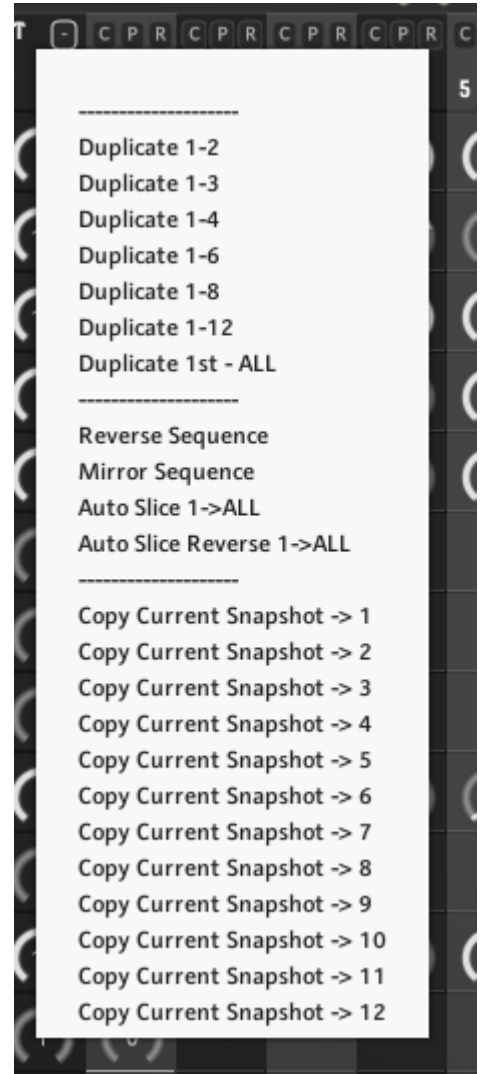 T - C P R C P R C P R C P R C
5
--------------------
Duplicate 1-2
Duplicate 1-3
Duplicate 1-4
Duplicate 1-6
Duplicate 1-8
Duplicate 1-12
Duplicate 1st - ALL
--------------------
Reverse Sequence
Mirror Sequence
Auto Slice 1->ALL
Auto Slice Reverse 1->ALL
--------------------
Copy Current Snapshot -> 1
Copy Current Snapshot -> 2
Copy Current Snapshot -> 3
Copy Current Snapshot -> 4
Copy Current Snapshot -> 5
Copy Current Snapshot -> 6
Copy Current Snapshot -> 7
Copy Current Snapshot -> 8
Copy Current Snapshot -> 9
Copy Current Snapshot -> 10
Copy Current Snapshot -> 11
Copy Current Snapshot -> 12